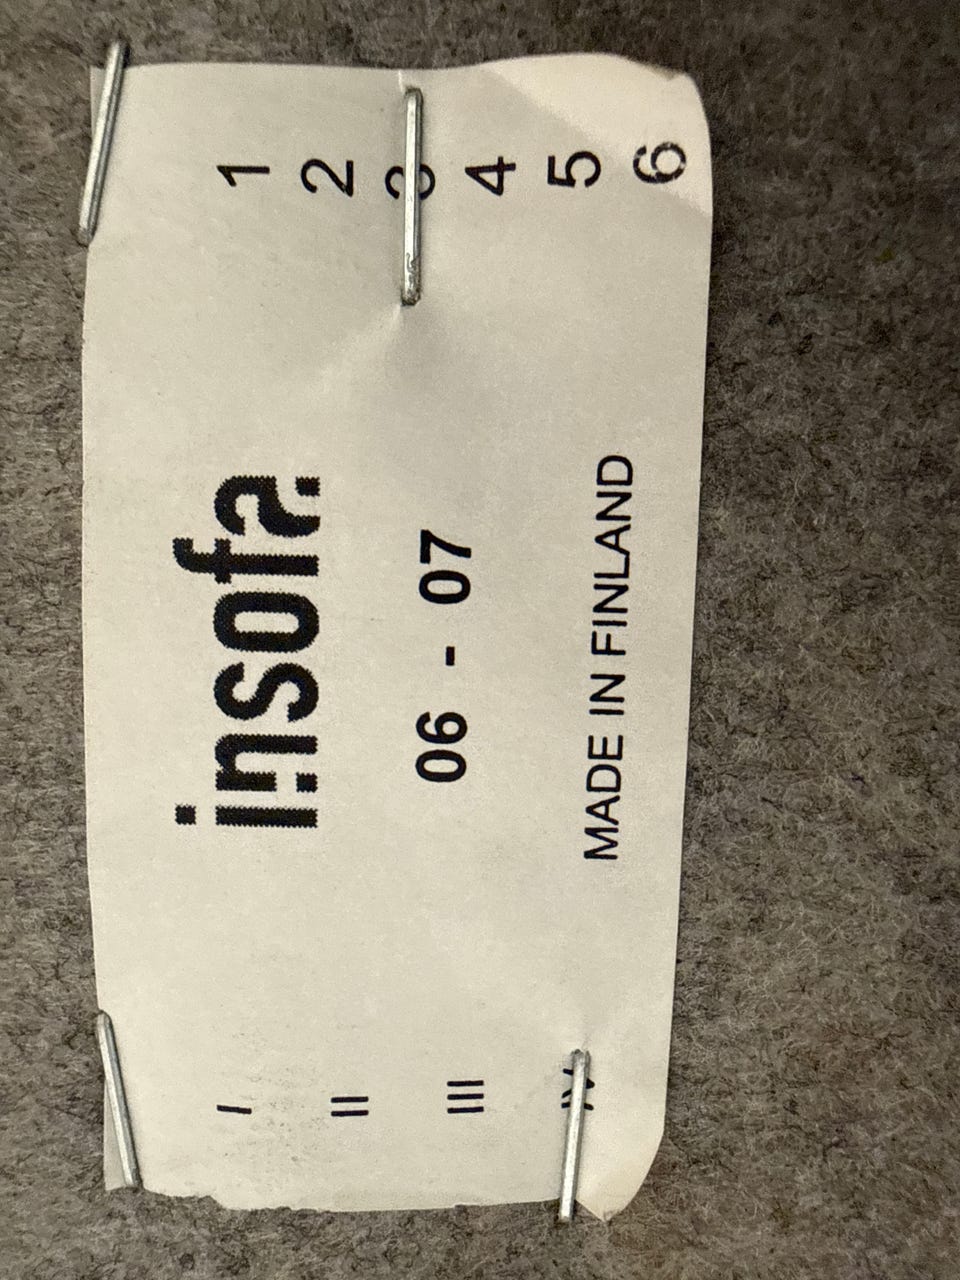 I
II
III
IV
insofa
06 - 07
MADE IN FINLAND
1
2
3
4
5
6